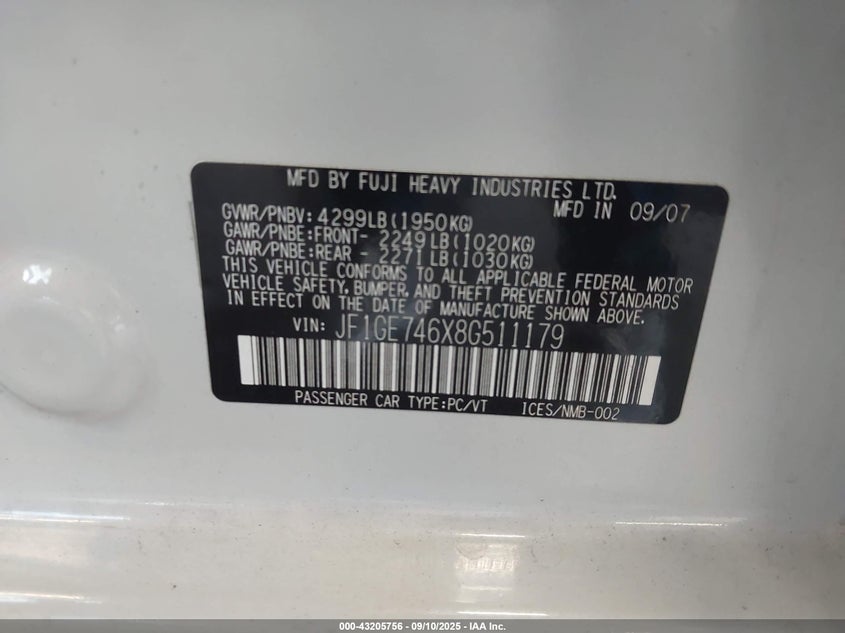 MFD BY FUJI HEAVY INDUSTRIES LTD.
MFD IN 09/07
GVWR/PNBV: 4299LB(1950KG)
GAWR/PNBE:FRONT- 2249LB(1020KG)
GAWR/PNBE:REAR - 2271LB(1030KG)
THIS VEHICLE CONFORMS TO ALL APPLICABLE FEDERAL MOTOR
VEHICLE SAFETY, BUMPER, AND THEFT PREVENTION STANDARDS
IN EFFECT ON THE DATE OF MANUFACTURE SHOWN ABOVE.
VIN: JF1GE746X8G511179
PASSENGER CAR TYPE:PC/VT ICES/NMB-002
000-43205756 - 09/10/2025 - IAA Inc.